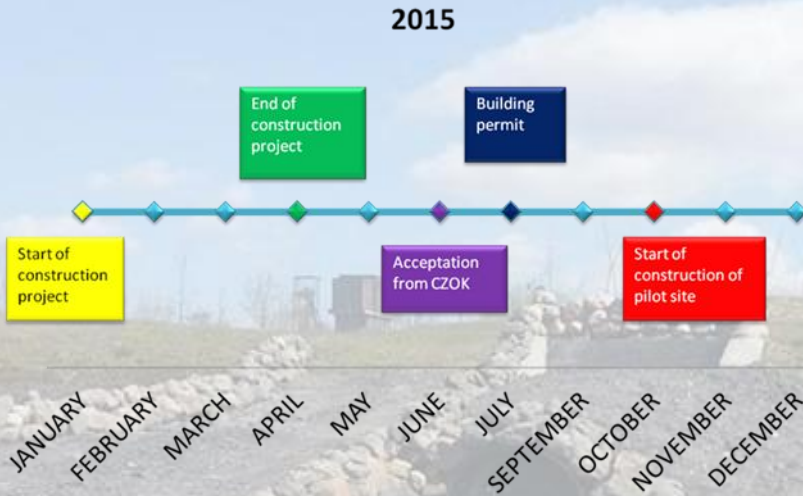 2015
End of
construction
project
Building
permit
Start of
construction
project
Acceptation
from CZOK
Start of
construction of
pilot site
JANUARY
FEBRUARY
MARCH
APRIL
MAY
JUNE
JULY
SEPTEMBER
OCTOBER
NOVEMBER
DECEMBER